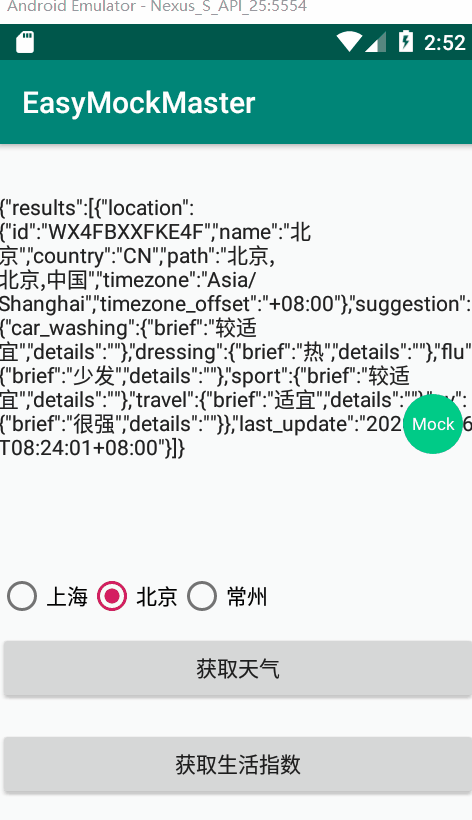 Android Emulator - Nexus_S_API_25:5554
2:52
EasyMockMaster
{"results":[{"location":
{"id":"WX4FBXXFKE4F","name":"北
京","country":"CN","path":"北京,
北京,中国","timezone":"Asia/
Shanghai","timezone_offset":"+08:00"},"suggestion":
{"car_washing":{"brief":"较适
宜","details":""},"dressing":{"brief":"热","details":""},"flu"
{"brief":"少发","details":""},"sport":{"brief":"较适
宜","details":""},"travel":{"brief":"适宜","details":""}
{"brief":"很强","details":""}},"last_update":"202
Mock
T08:24:01+08:00"}]}
上海 北京 常州
获取天气
获取生活指数